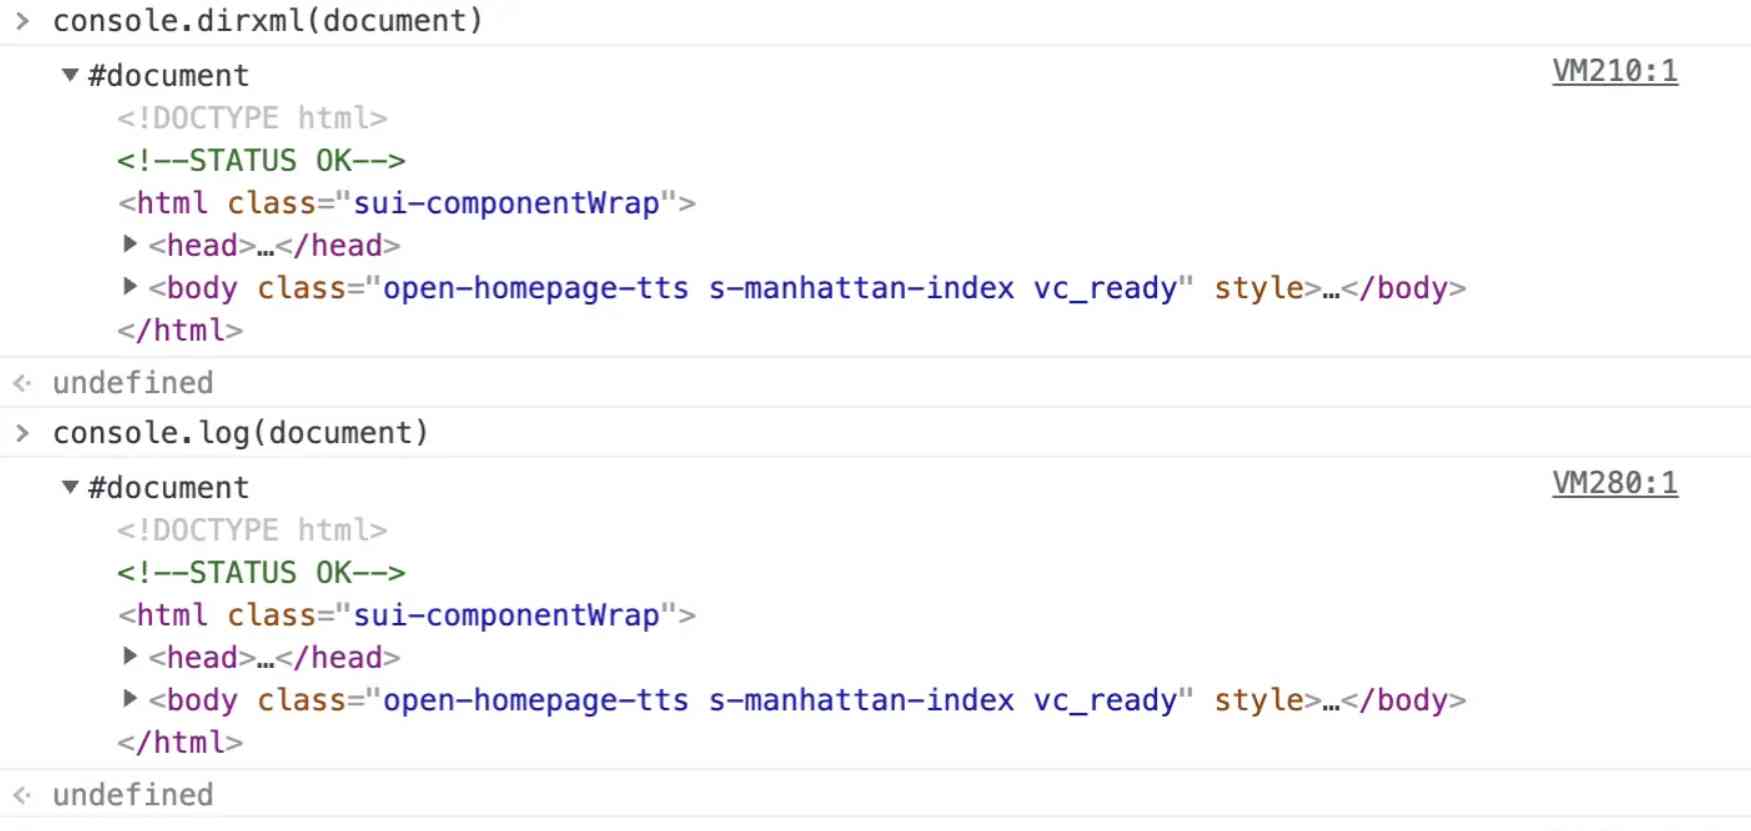 > console.dirxml(document)
▼ #document
VM210:1
<!DOCTYPE html>
<!--STATUS OK-->
<html class="sui-componentWrap">
▶ <head>…</head>
▶ <body class="open-homepage-tts s-manhattan-index vc_ready" style>…</body>
</html>
undefined
> console.log(document)
▼ #document
VM280:1
<!DOCTYPE html>
<!--STATUS OK-->
<html class="sui-componentWrap">
▶ <head>…</head>
▶ <body class="open-homepage-tts s-manhattan-index vc_ready" style>…</body>
</html>
undefined